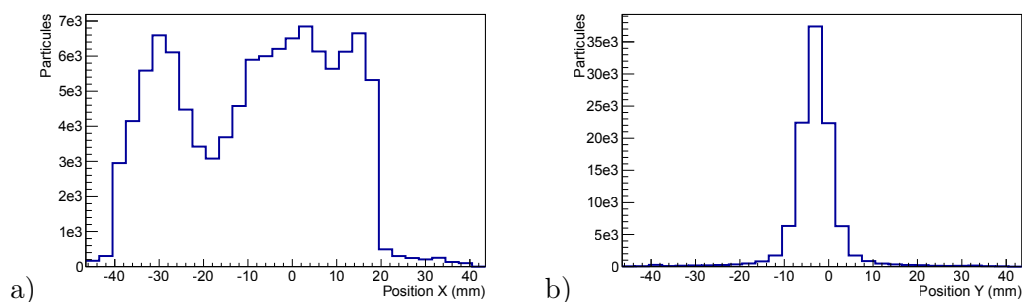 Particules
7e3
6e3
5e3
4e3
3e3
2e3
1e3
0
-40 -30 -20 -10 0 10 20 30 40
Position X (mm)
a)
Particules
35e3
30e3
25e3
20e3
15e3
10e3
5e3
0
-40 -30 -20 -10 0 10 20 30 40
Position Y (mm)
b)